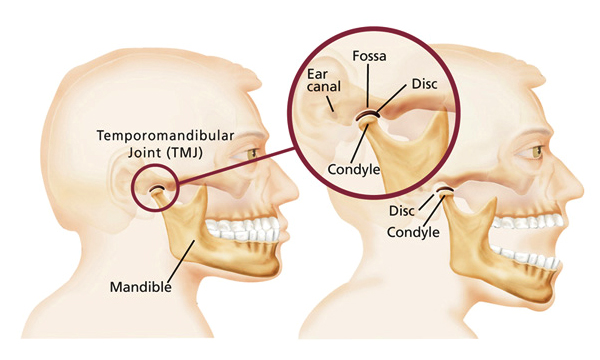 Temporomandibular
Joint (TMJ)
Mandible
Fossa
Ear
canal
Disc
Condyle
Disc
Condyle